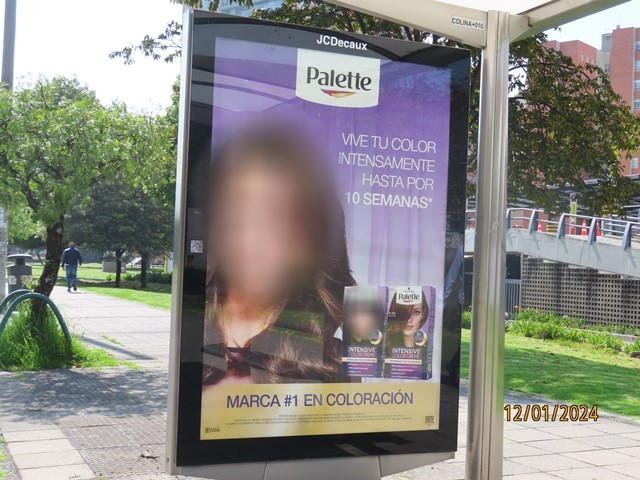 COLINA+010
JCDecaux
Palette
VIVE TU COLOR
INTENSAMENTE
HASTA POR
10 SEMANAS*
Palette
INTENSIVE
INTENSIVE
MARCA #1 EN COLORACIÓN
12/01/2024